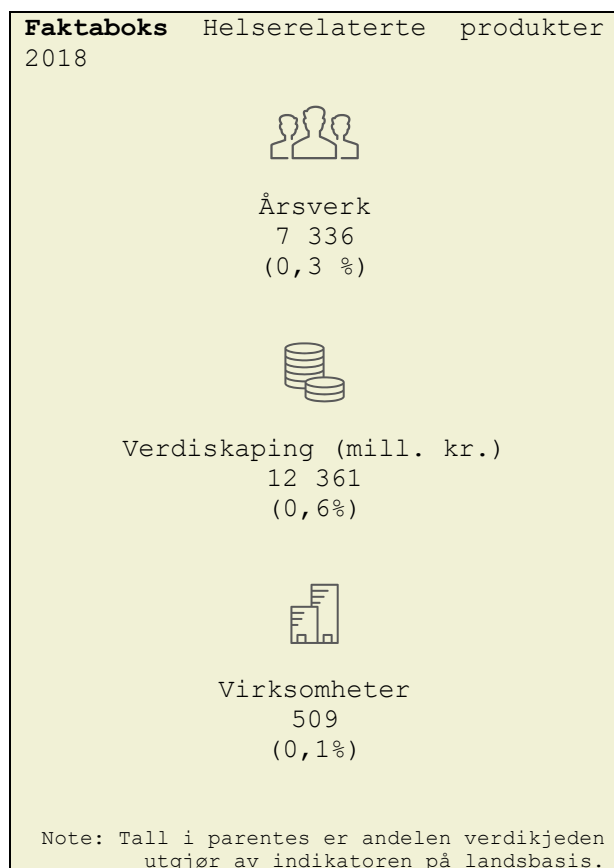 Faktaboks Helserelaterte produkter
2018
Årsverk
7 336
(0,3 %)
Verdiskaping (mill. kr.)
12 361
(0,6%)
Virksomheter
509
(0,1%)
Note: Tall i parentes er andelen verdikjeden
utgjør av indikatoren på landsbasis.